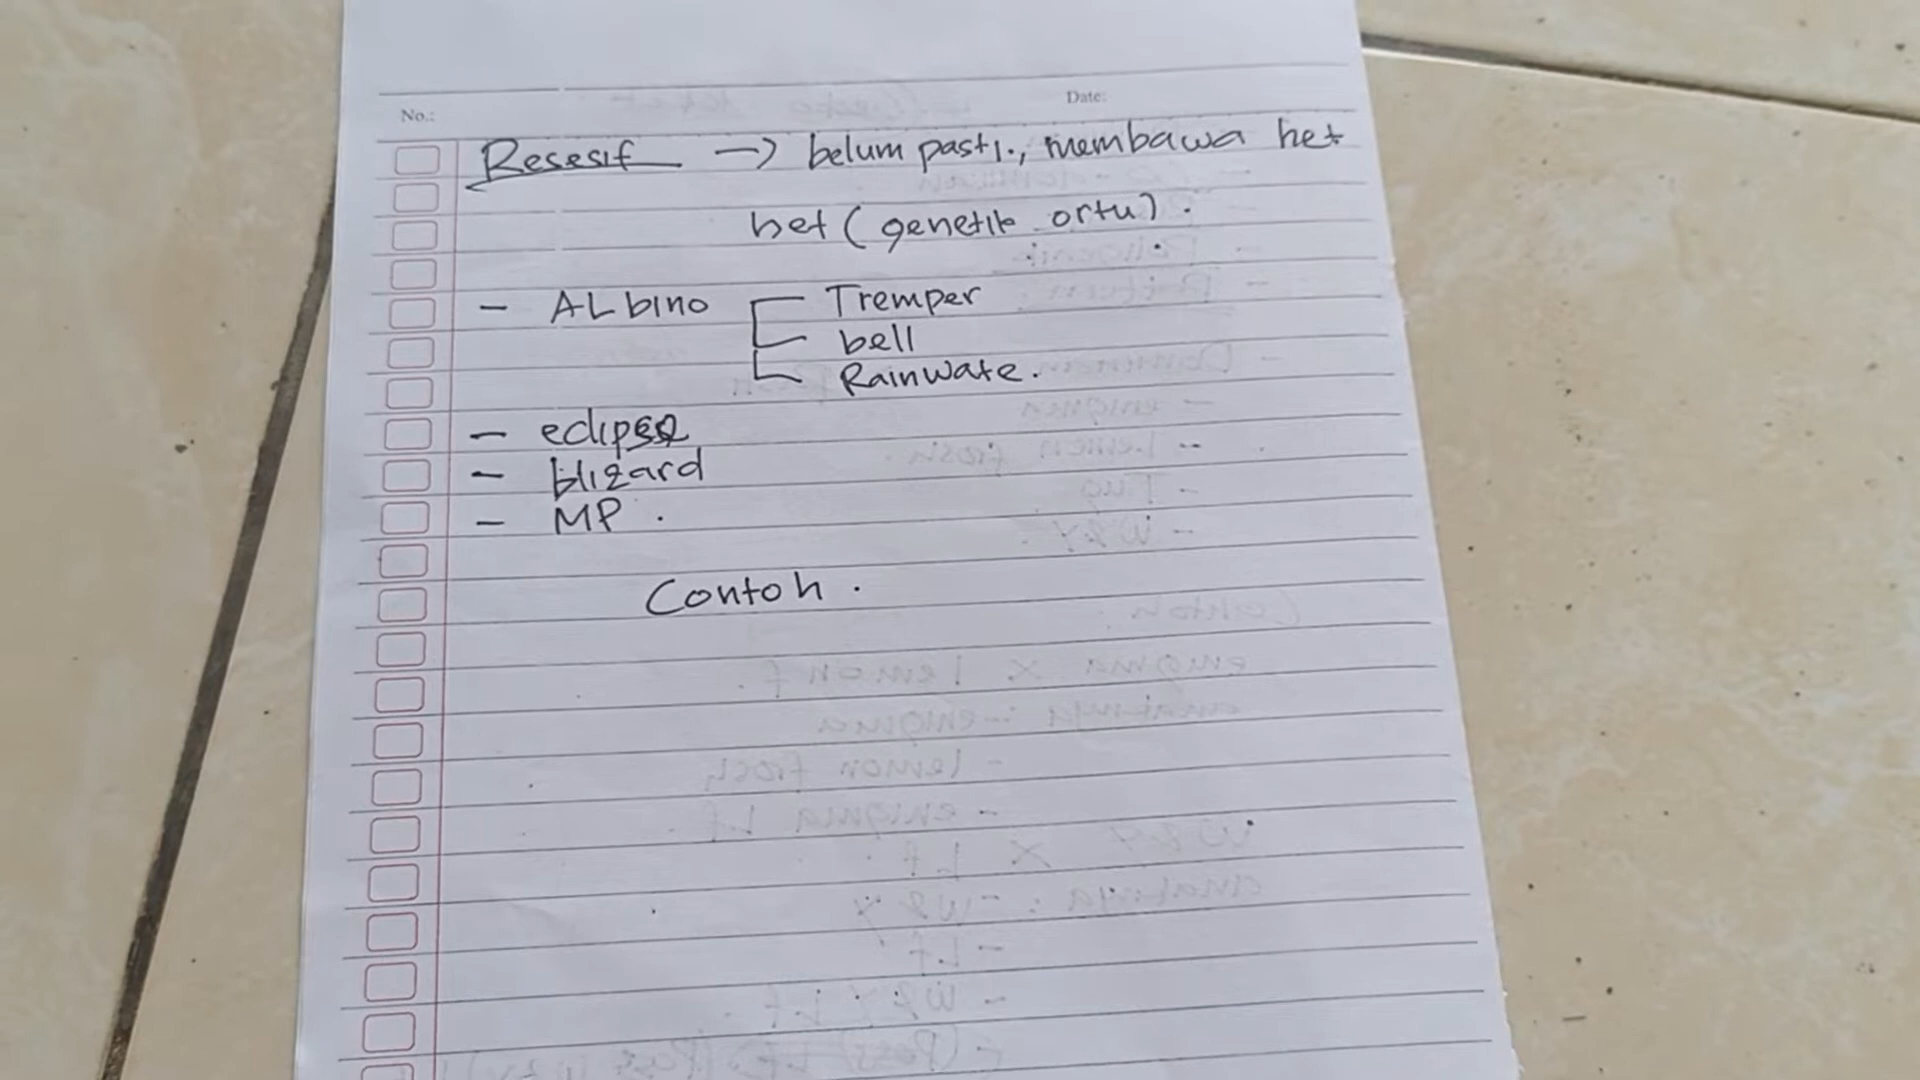 No.:
Date:
Resesif -> belum pasti., membawa het
het (genetik ortu).
- ALbino
Tremper
bell
Rainwate.
- eclipse
- blizard
- MP.
Contoh.